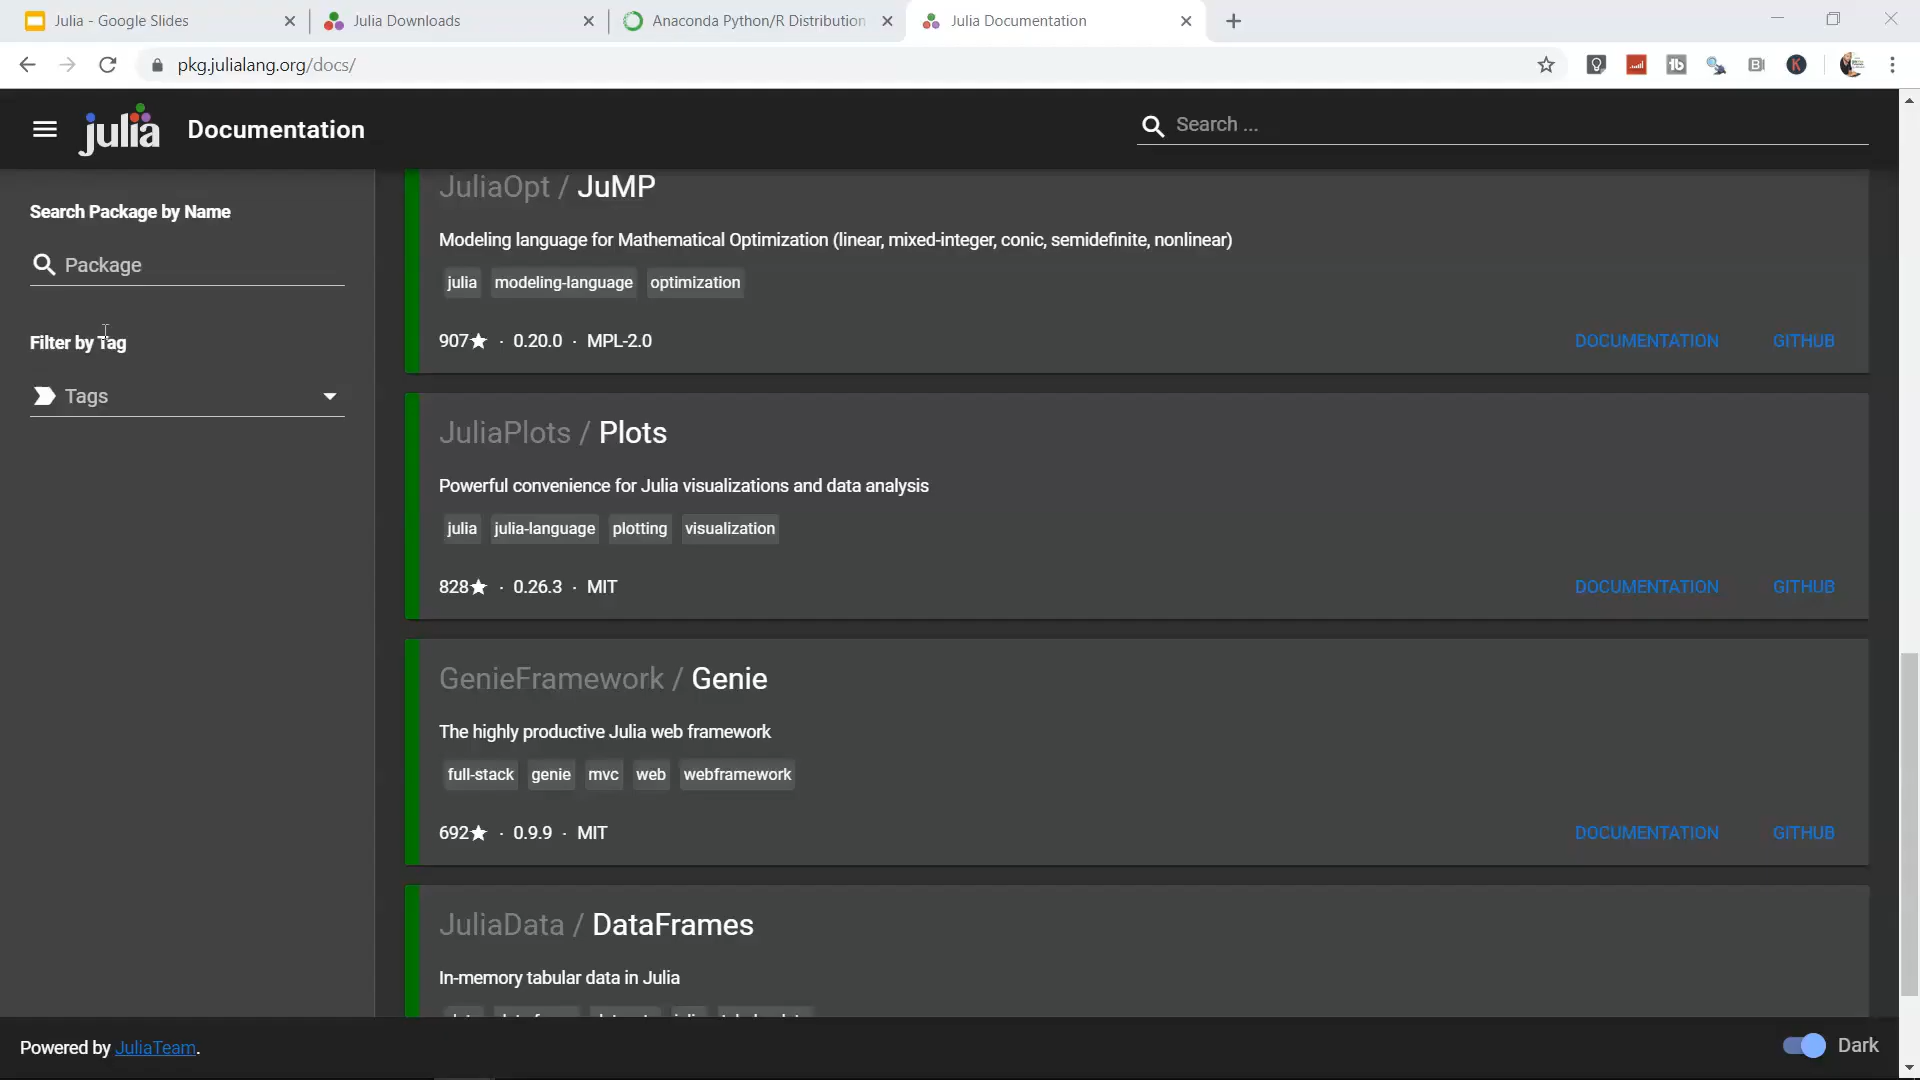 Julia - Google Slides
Julia Downloads
Anaconda Python/R Distribution
Julia Documentation
pkg.julialang.org/docs/
julia
Documentation
Search ...
Search Package by Name
Package
Filter by Tag
Tags
JuliaOpt / JuMP
Modeling language for Mathematical Optimization (linear, mixed-integer, conic, semidefinite, nonlinear)
julia modeling-language optimization
907★ · 0.20.0 · MPL-2.0 DOCUMENTATION GITHUB
JuliaPlots / Plots
Powerful convenience for Julia visualizations and data analysis
julia julia-language plotting visualization
828★ · 0.26.3 · MIT DOCUMENTATION GITHUB
GenieFramework / Genie
The highly productive Julia web framework
full-stack genie mvc web webframework
692★ · 0.9.9 · MIT DOCUMENTATION GITHUB
JuliaData / DataFrames
In-memory tabular data in Julia
Powered by JuliaTeam.
Dark